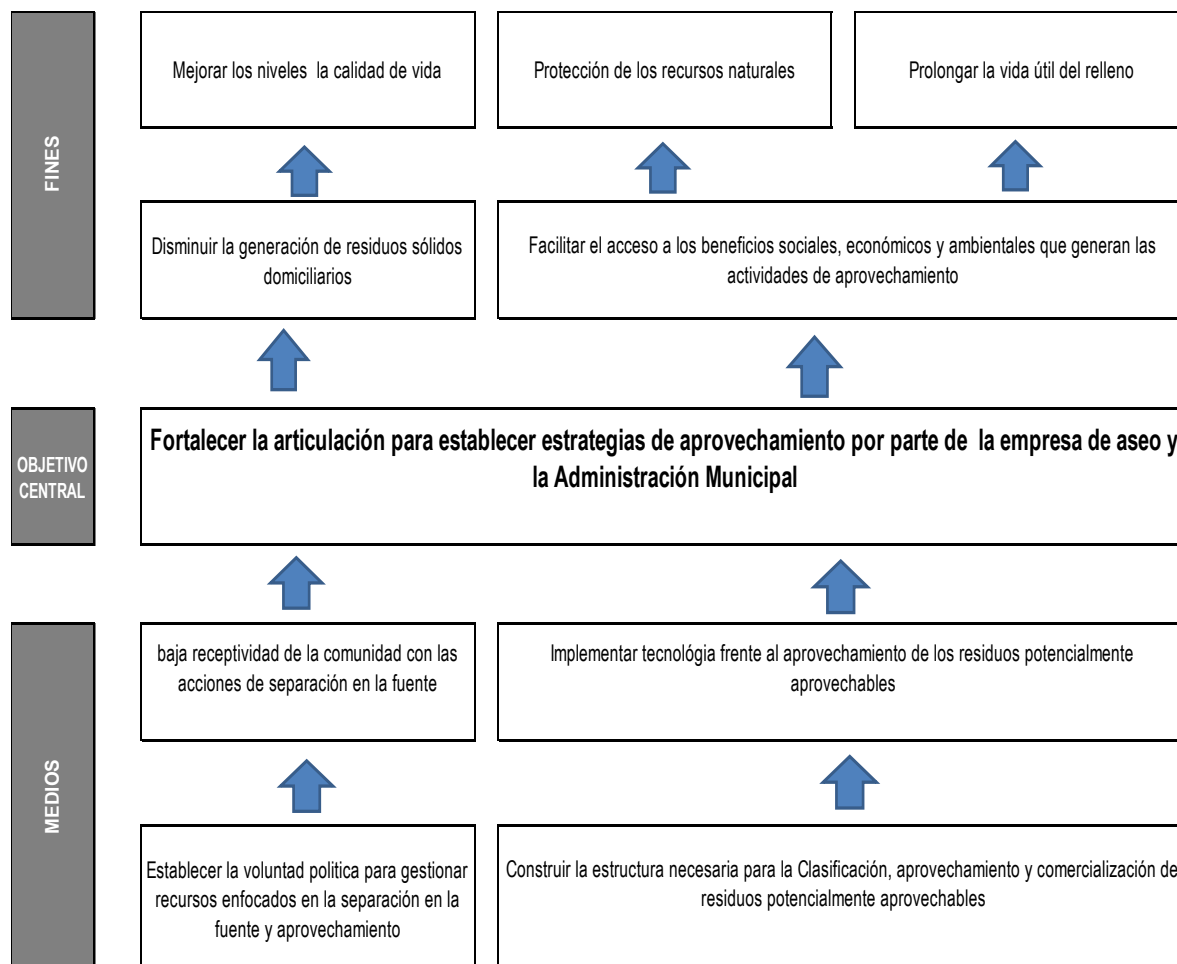 FINES
Mejorar los niveles la calidad de vida
Protección de los recursos naturales
Prolongar la vida útil del relleno
Disminuir la generación de residuos sólidos
domiciliarios
Facilitar el acceso a los beneficios sociales, económicos y ambientales que generan las
actividades de aprovechamiento
OBJETIVO
CENTRAL
Fortalecer la articulación para establecer estrategias de aprovechamiento por parte de la empresa de aseo y
la Administración Municipal
MEDIOS
baja receptividad de la comunidad con las
acciones de separación en la fuente
Implementar tecnológia frente al aprovechamiento de los residuos potencialmente
aprovechables
Establecer la voluntad politica para gestionar
recursos enfocados en la separación en la
fuente y aprovechamiento
Construir la estructura necesaria para la Clasificación, aprovechamiento y comercialización de
residuos potencialmente aprovechables